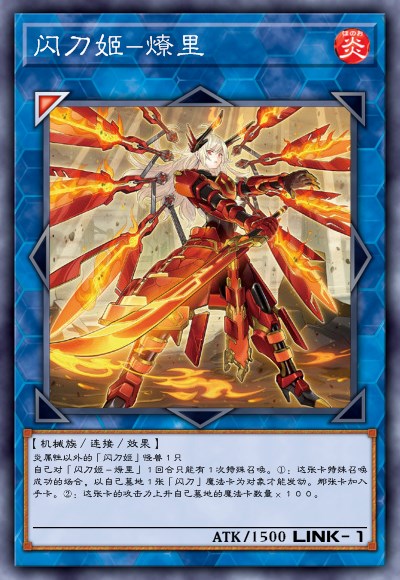 闪刀姬-燎里
ほのお
炎
【机械族/连接/效果】
炎属性以外的「闪刀姬」怪兽1只
自己对「闪刀姬-燎里」1回合只能有1次特殊召唤。①：这张卡特殊召唤
成功的场合，以自己墓地1张「闪刀」魔法卡为对象才能发动。那张卡加入
手卡。②：这张卡的攻击力上升自己墓地的魔法卡数量×100。
ATK/1500 LINK-1